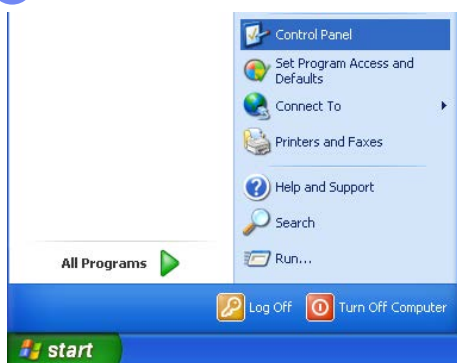 Control Panel
Set Program Access and
Defaults
Connect To
Printers and Faxes
Help and Support
Search
Run...
All Programs
Log Off
Turn Off Computer
start